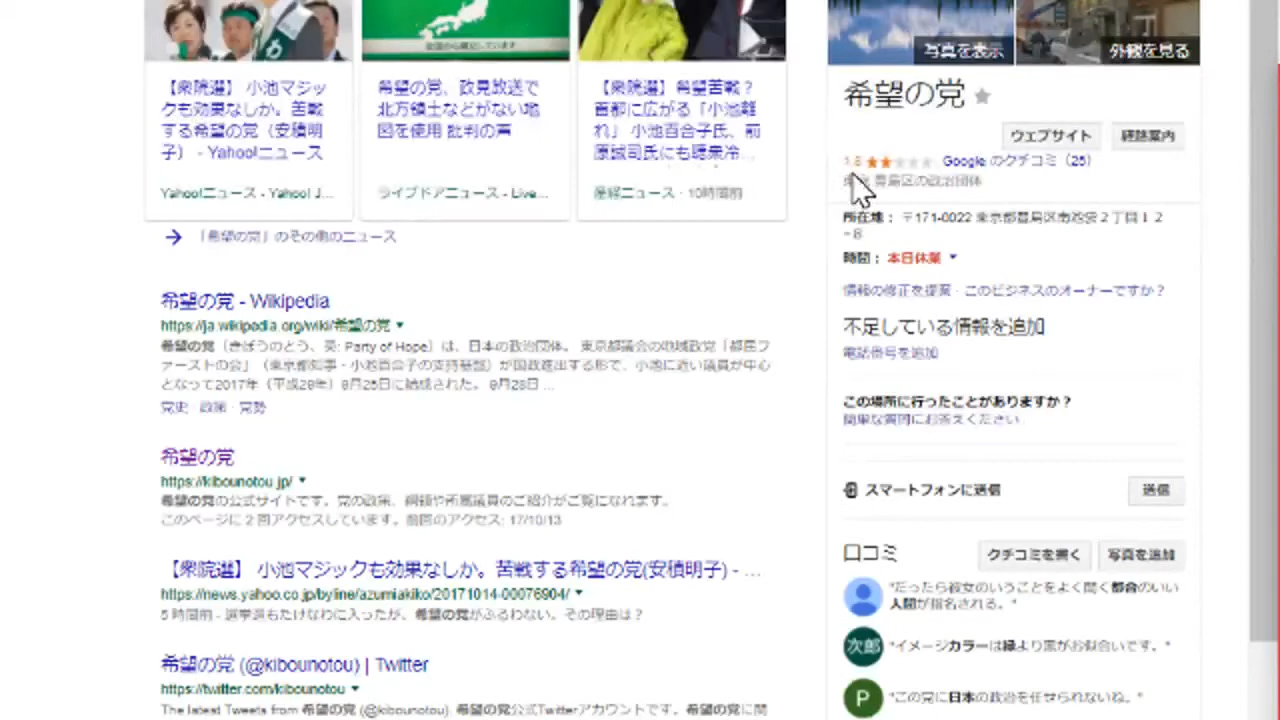 全国の皆様としています
写真を表示
外観を見る
【衆院選】 小池マジッ
クも効果なしか。苦戦
する希望の党（安積明
子） - Yahoo!ニュース
Yahoo!ニュース - Yahoo! J...
希望の党、政見放送で
北方領土などがない地
図を使用 批判の声
ライブドアニュース - Live...
【衆院選】希望苦戦？
首都に広がる「小池離
れ」 小池百合子氏、前
原誠司氏にも聴衆冷...
産経ニュース · 10時間前
「希望の党」のその他のニュース
希望の党 - Wikipedia
https://ja.wikipedia.org/wiki/希望の党
希望の党（きぼうのとう、英: Party of Hope）は、日本の政治団体。 東京都議会の地域政党「都民フ
ァーストの会」（東京都知事・小池百合子の支持基盤）が国政進出する形で、小池に近い議員が中心
となって2017年（平成29年）9月25日に結成された。 9月28日 ...
党史 · 政策 · 党勢
希望の党
https://kibounotou.jp/
希望の党の公式サイトです。党の政策、綱領や所属議員のご紹介がご覧になれます。
このページに 2 回アクセスしています。前回のアクセス: 17/10/13
【衆院選】 小池マジックも効果なしか。苦戦する希望の党(安積明子) - ...
https://news.yahoo.co.jp/byline/azumiakiko/20171014-00076904/
5 時間前 - 選挙選もたけなわに入ったが、希望の党がふるわない。その理由は？
希望の党 (@kibounotou) | Twitter
https://twitter.com/kibounotou
The latest Tweets from 希望の党 (@kibounotou). 希望の党公式Twitterアカウントです。希望の党に関
希望の党
ウェブサイト
経路案内
1.8 Google のクチコミ（25）
豊島区の政治団体
所在地： 〒171-0022 東京都豊島区南池袋２丁目１２
−８
時間： 本日休業
情報の修正を提案 · このビジネスのオーナーですか？
不足している情報を追加
電話番号を追加
この場所に行ったことがありますか？
簡単な質問にお答えください
スマートフォンに送信
送信
口コミ
クチコミを書く
写真を追加
"だったら彼女のいうことをよく聞く都合のいい
人間が指名される。"
次郎
"イメージカラーは緑より黒がお似合いです。"
P
"この党に日本の政治を任せられないね。"